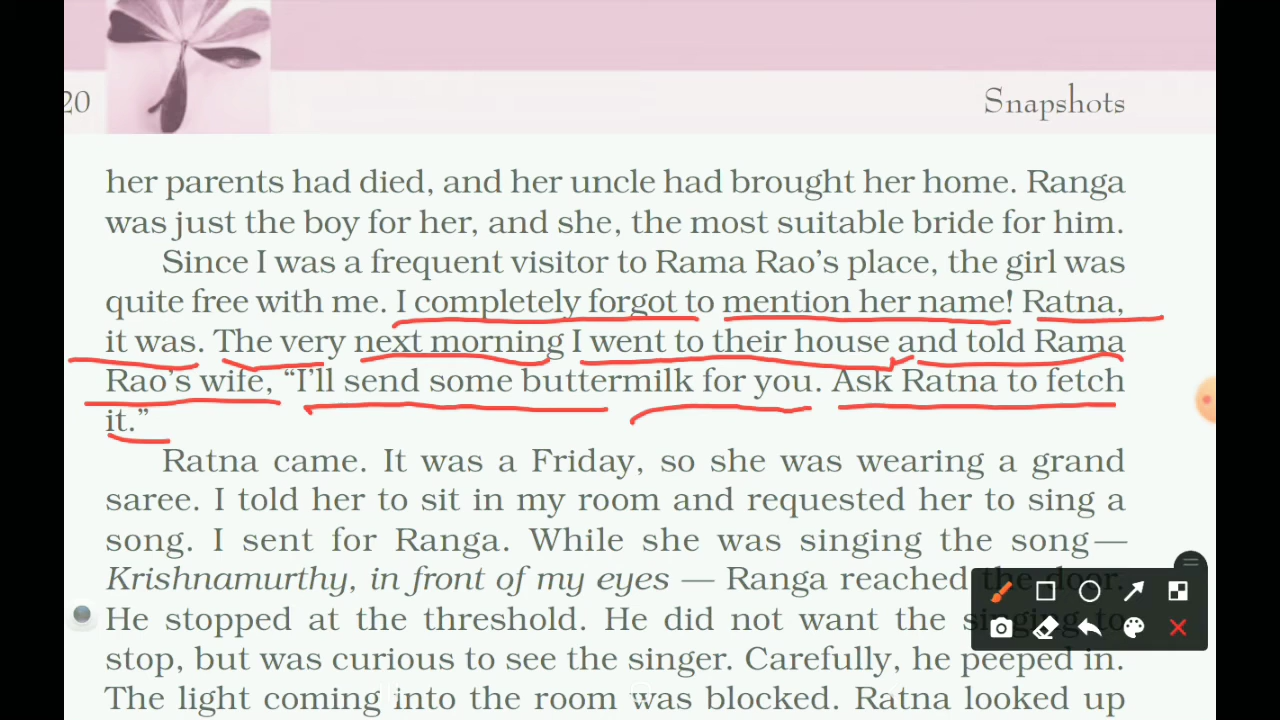 20
Snapshots
her parents had died, and her uncle had brought her home. Ranga
was just the boy for her, and she, the most suitable bride for him.
Since I was a frequent visitor to Rama Rao's place, the girl was
quite free with me. I completely forgot to mention her name! Ratna,
it was. The very next morning I went to their house and told Rama
Rao's wife, “I'll send some buttermilk for you. Ask Ratna to fetch
it.”
Ratna came. It was a Friday, so she was wearing a grand
saree. I told her to sit in my room and requested her to sing a
song. I sent for Ranga. While she was singing the song—
Krishnamurthy, in front of my eyes — Ranga reached the door.
He stopped at the threshold. He did not want the singing to
stop, but was curious to see the singer. Carefully, he peeped in.
The light coming into the room was blocked. Ratna looked up